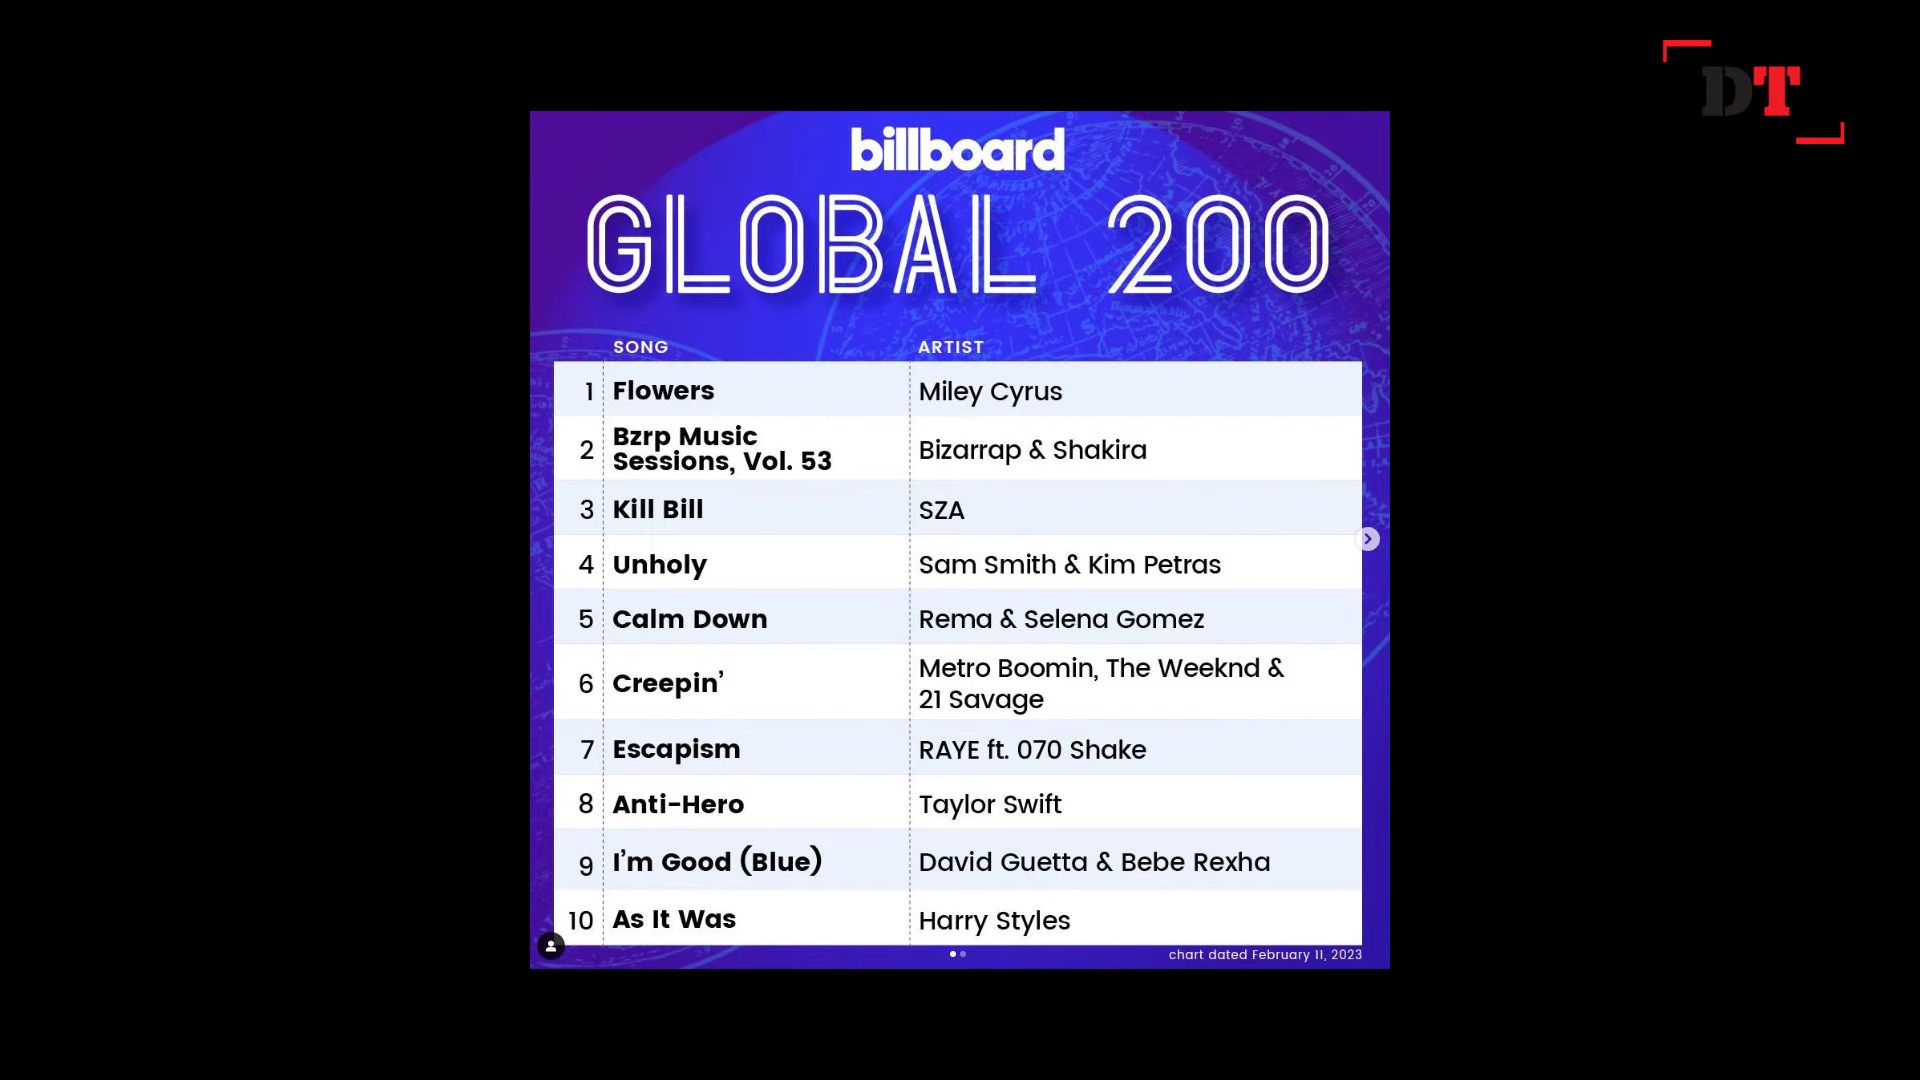 DT
billboard
GLOBAL 200
SONG ARTIST
1 Flowers Miley Cyrus
2 Bzrp Music
Sessions, Vol. 53 Bizarrap & Shakira
3 Kill Bill SZA
4 Unholy Sam Smith & Kim Petras
5 Calm Down Rema & Selena Gomez
6 Creepin’ Metro Boomin, The Weeknd &
21 Savage
7 Escapism RAYE ft. 070 Shake
8 Anti-Hero Taylor Swift
9 I’m Good (Blue) David Guetta & Bebe Rexha
10 As It Was Harry Styles
chart dated February 11, 2023